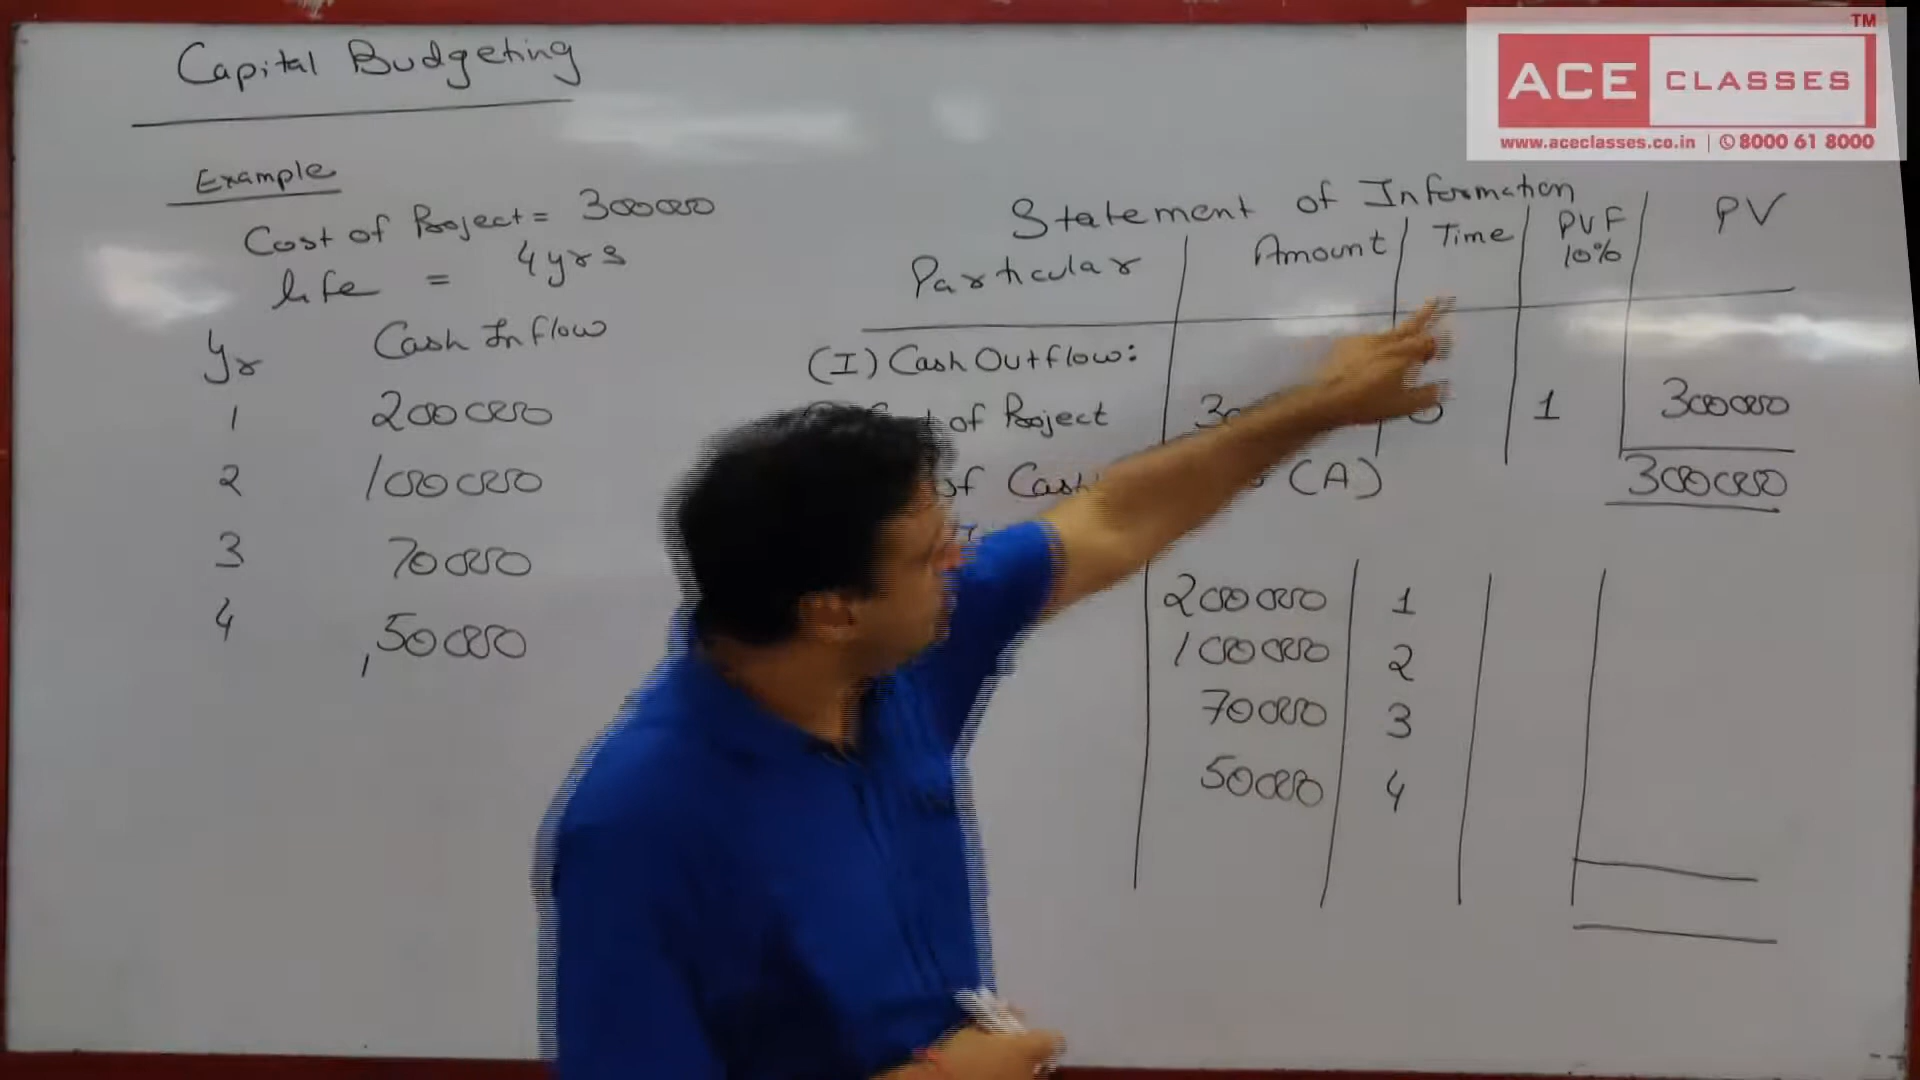 Capital Budgeting
TM
ACE CLASSES
www.aceclasses.co.in | 8000 61 8000
Example
Cost of Project = 300000
life = 4 yrs
Yr Cash Inflow
1 200000
2 100000
3 70000
4 50000
Statement of Information
Particular Amount Time PVF 10% PV
(I) Cash Outflow:
of Project 1 300000
of Cash (A) 300000
200000 1
100000 2
70000 3
50000 4